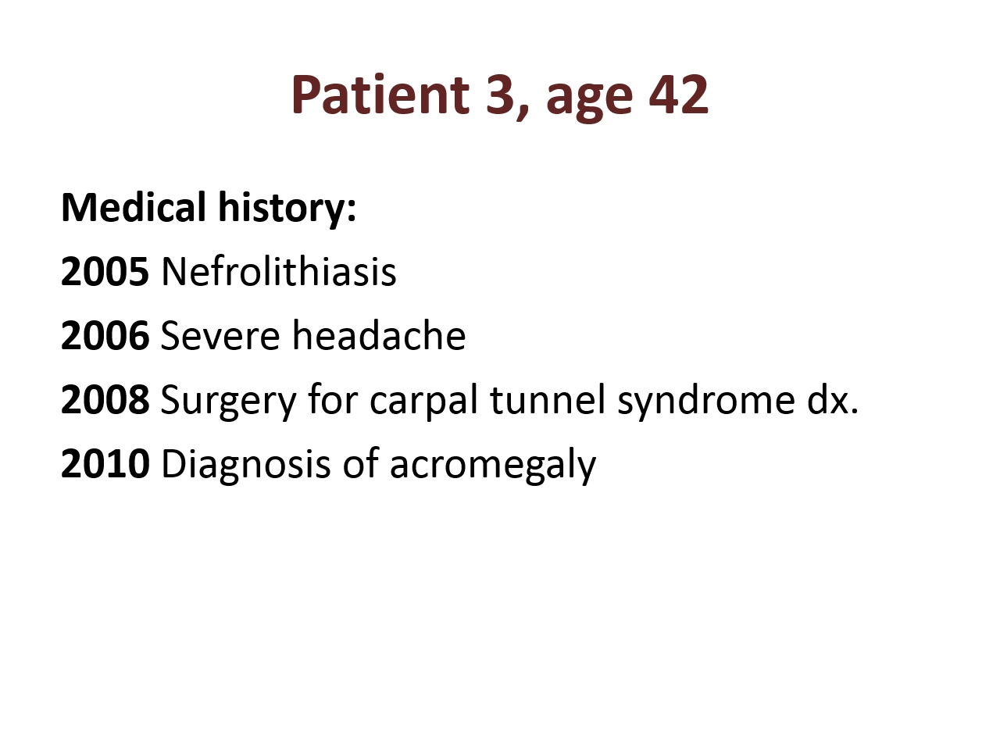 Patient 3, age 42
Medical history:
2005 Nefrolithiasis
2006 Severe headache
2008 Surgery for carpal tunnel syndrome dx.
2010 Diagnosis of acromegaly